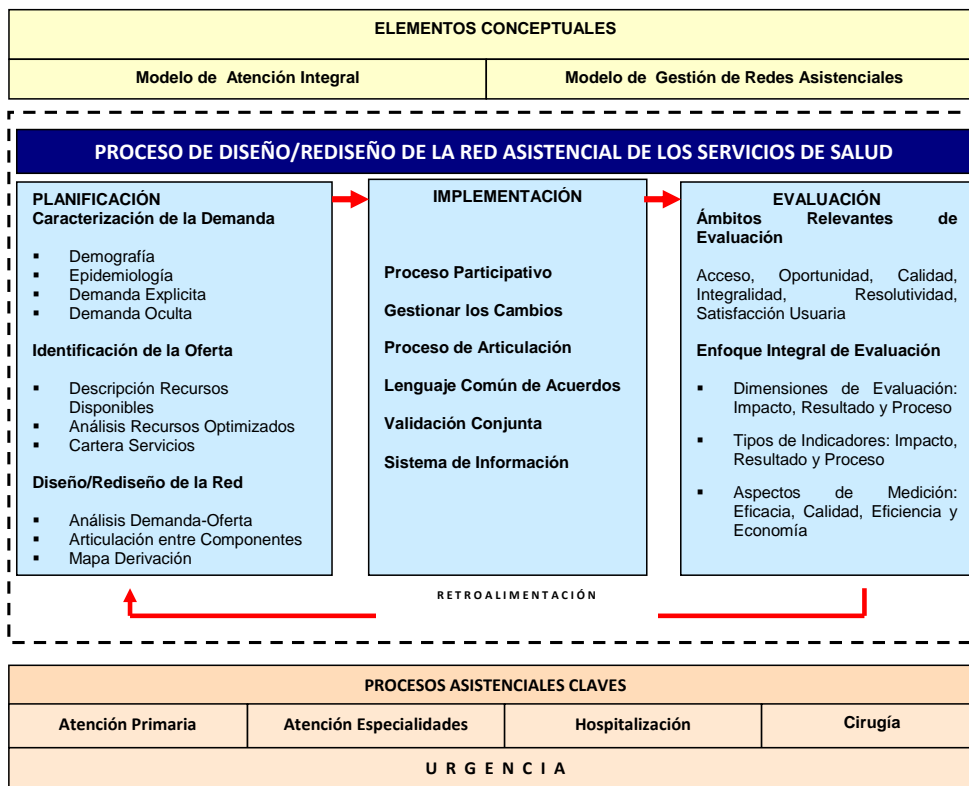 ELEMENTOS CONCEPTUALES
Modelo de Atención Integral
Modelo de Gestión de Redes Asistenciales
PROCESO DE DISEÑO/REDISEÑO DE LA RED ASISTENCIAL DE LOS SERVICIOS DE SALUD
PLANIFICACIÓN
Caracterización de la Demanda
▪ Demografía
▪ Epidemiología
▪ Demanda Explicita
▪ Demanda Oculta
Identificación de la Oferta
▪ Descripción Recursos
Disponibles
▪ Análisis Recursos Optimizados
▪ Cartera Servicios
Diseño/Rediseño de la Red
▪ Análisis Demanda-Oferta
▪ Articulación entre Componentes
▪ Mapa Derivación
IMPLEMENTACIÓN
Proceso Participativo
Gestionar los Cambios
Proceso de Articulación
Lenguaje Común de Acuerdos
Validación Conjunta
Sistema de Información
EVALUACIÓN
Ámbitos Relevantes de
Evaluación
Acceso, Oportunidad, Calidad,
Integralidad, Resolutividad,
Satisfacción Usuaria
Enfoque Integral de Evaluación
▪ Dimensiones de Evaluación:
Impacto, Resultado y Proceso
▪ Tipos de Indicadores: Impacto,
Resultado y Proceso
▪ Aspectos de Medición:
Eficacia, Calidad, Eficiencia y
Economía
RETROALIMENTACIÓN
PROCESOS ASISTENCIALES CLAVES
Atención Primaria
Atención Especialidades
Hospitalización
Cirugía
URGENCIA